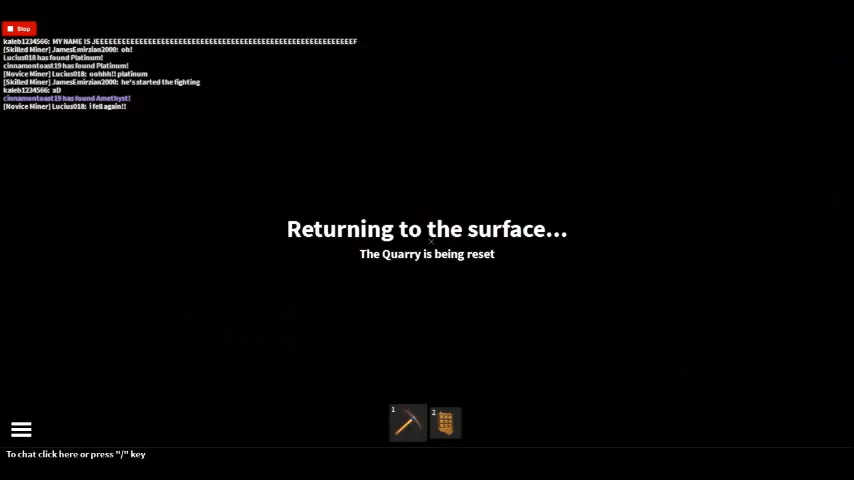 Stop
kaleb1234566: MY NAME IS JEEEEEEEEEEEEEEEEEEEEEEEEEEEEEEEEEEEEEEEEEEEEEEEEEEEEEEEEEEEEEEEF
[Skilled Miner] JamesEmirzian2000: oh!
Lucius018 has found Platinum!
cinnamontoast19 has found Platinum!
[Novice Miner] Lucius018: oohhh!! platinum
[Skilled Miner] JamesEmirzian2000: he's started the fighting
kaleb1234566: xD
cinnamontoast19 has found Amethyst!
[Novice Miner] Lucius018: i fell again!!
Returning to the surface...
The Quarry is being reset
1 2
To chat click here or press "/" key